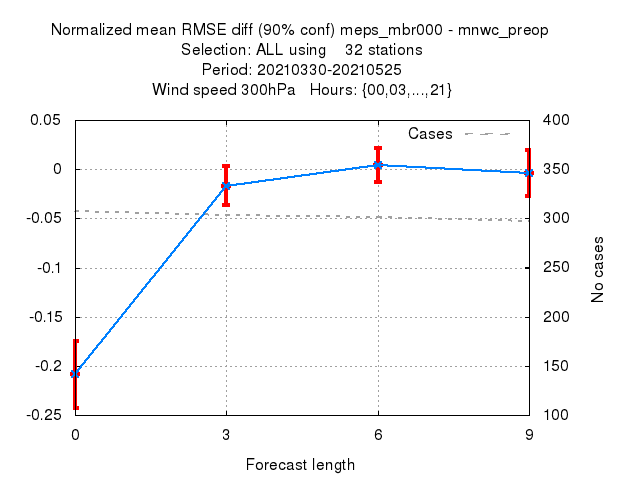 Normalized mean RMSE diff (90% conf) meps_mbr000 - mnwc_preop
Selection: ALL using 32 stations
Period: 20210330-20210525
Wind speed 300hPa Hours: {00,03,...,21}
Cases
0.05
0
-0.05
-0.1
-0.15
-0.2
-0.25
400
350
300
250
200
150
100
No cases
0 3 6 9
Forecast length